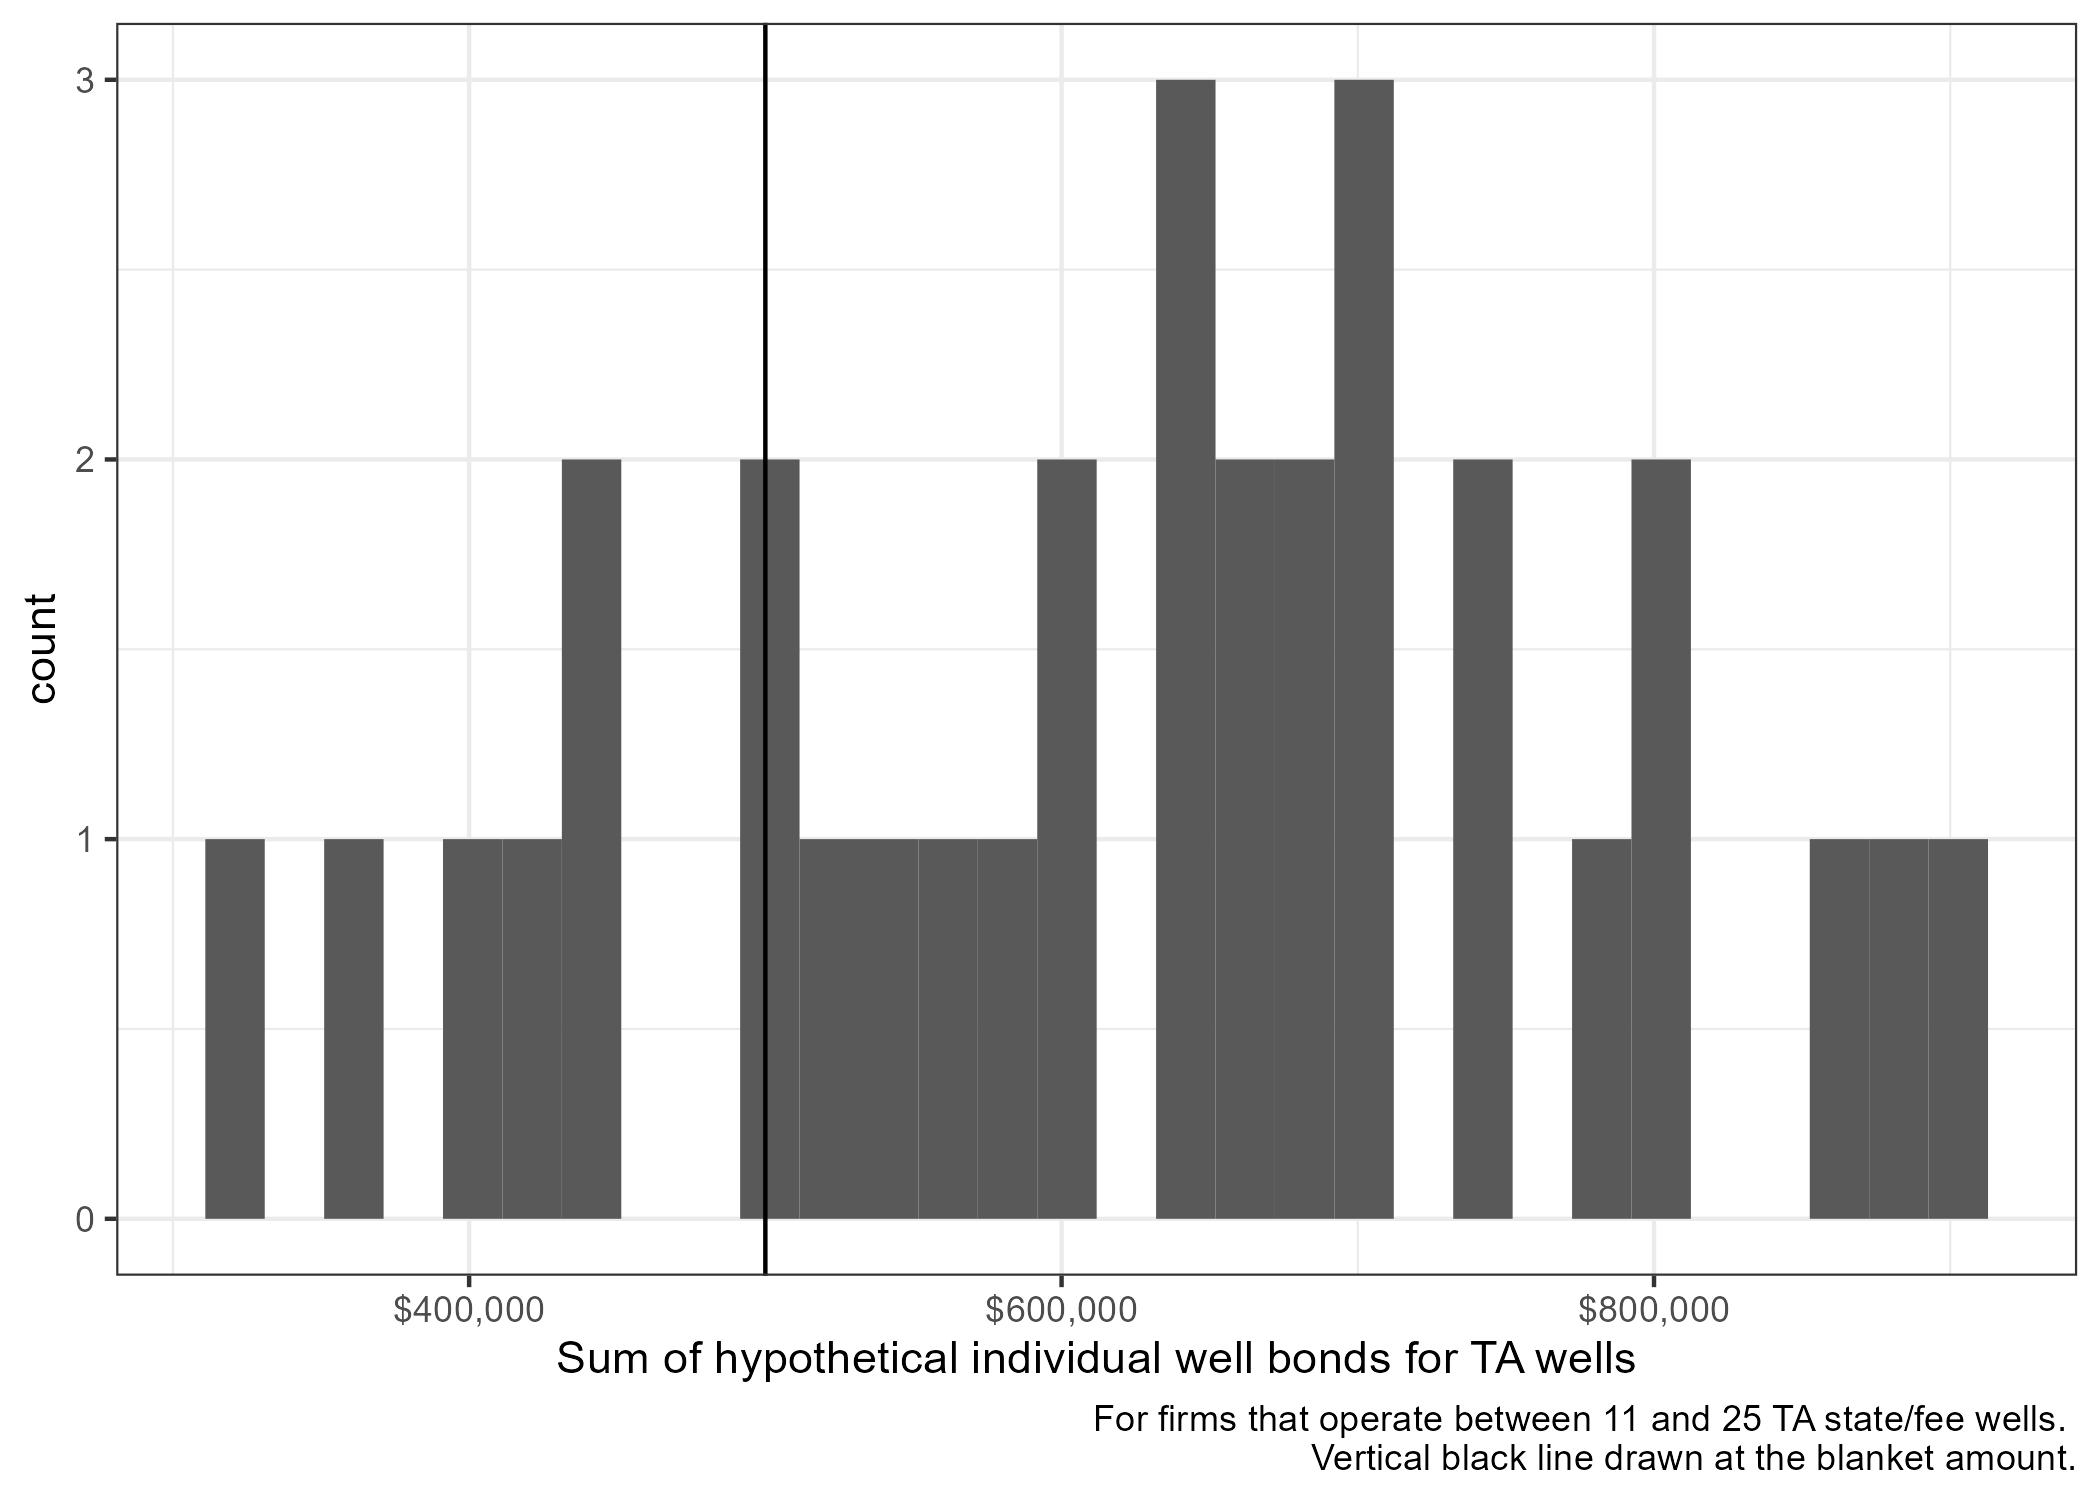 3
2
1
0
count
$400,000 $600,000 $800,000
Sum of hypothetical individual well bonds for TA wells
For firms that operate between 11 and 25 TA state/fee wells.
Vertical black line drawn at the blanket amount.